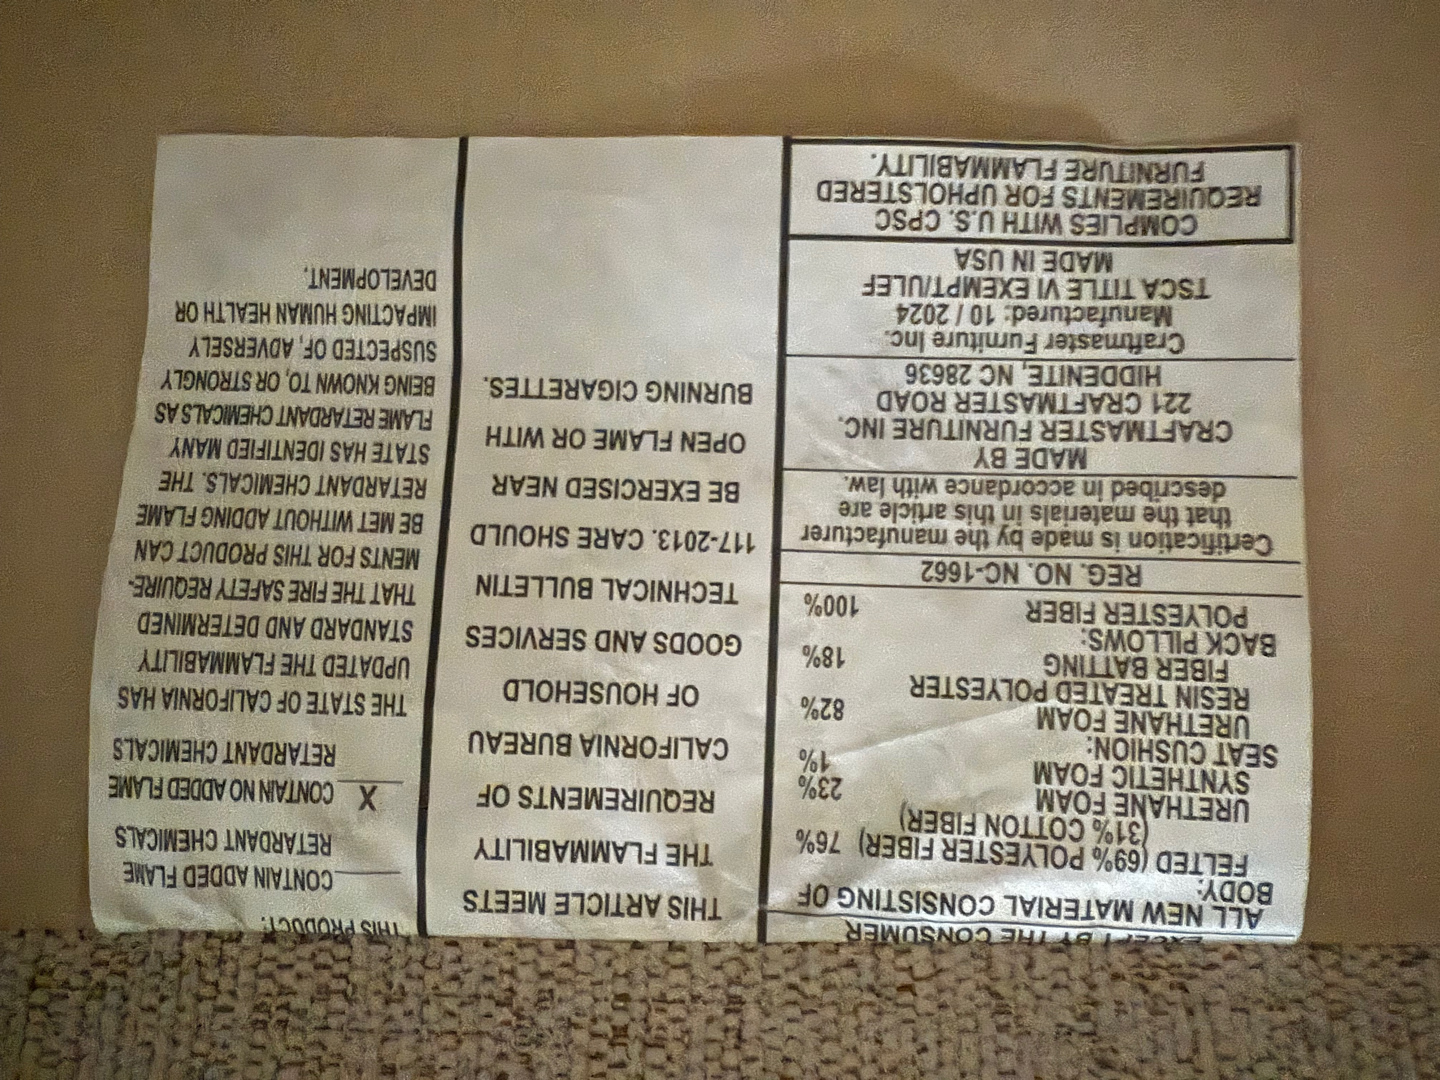 EXCEPT BY THE CONSUMER
ALL NEW MATERIAL CONSISTING OF
BODY:
FELTED (69% POLYESTER FIBER) 76%
(31% COTTON FIBER)
URETHANE FOAM 23%
SYNTHETIC FOAM 1%
SEAT CUSHION:
URETHANE FOAM 82%
RESIN TREATED POLYESTER
FIBER BATTING 18%
BACK PILLOWS:
POLYESTER FIBER 100%
REG. NO. NC-1662
Certification is made by the manufacturer
that the materials in this article are
described in accordance with law.
MADE BY
CRAFTMASTER FURNITURE INC.
221 CRAFTMASTER ROAD
HIDDENITE, NC 28636
Craftmaster Furniture Inc.
Manufactured: 10 / 2024
TSCA TITLE VI EXEMPT/ULEF
MADE IN USA
COMPLIES WITH U.S. CPSC
REQUIREMENTS FOR UPHOLSTERED
FURNITURE FLAMMABILITY.
THIS ARTICLE MEETS
THE FLAMMABILITY
REQUIREMENTS OF
CALIFORNIA BUREAU
OF HOUSEHOLD
GOODS AND SERVICES
TECHNICAL BULLETIN
117-2013. CARE SHOULD
BE EXERCISED NEAR
OPEN FLAME OR WITH
BURNING CIGARETTES.
THIS PRODUCT:
CONTAIN ADDED FLAME
RETARDANT CHEMICALS
X CONTAIN NO ADDED FLAME
RETARDANT CHEMICALS
THE STATE OF CALIFORNIA HAS
UPDATED THE FLAMMABILITY
STANDARD AND DETERMINED
THAT THE FIRE SAFETY REQUIRE-
MENTS FOR THIS PRODUCT CAN
BE MET WITHOUT ADDING FLAME
RETARDANT CHEMICALS. THE
STATE HAS IDENTIFIED MANY
FLAME RETARDANT CHEMICALS AS
BEING KNOWN TO, OR STRONGLY
SUSPECTED OF, ADVERSELY
IMPACTING HUMAN HEALTH OR
DEVELOPMENT.